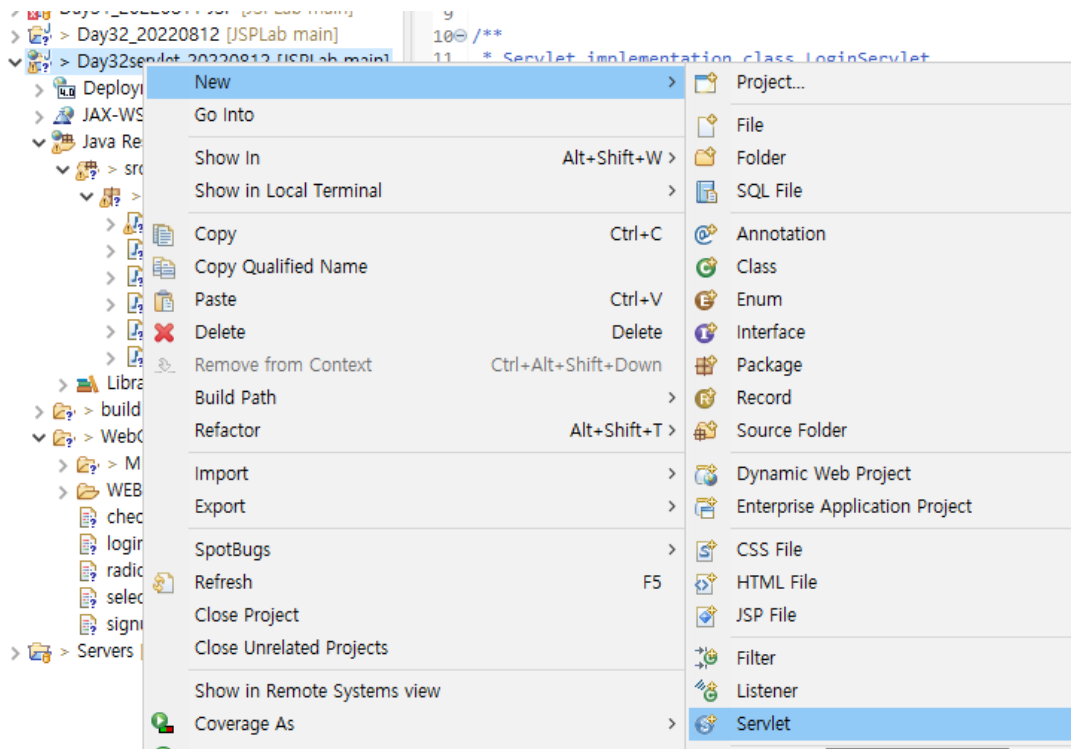 > Day32_20220812 [JSPLab main]
> Day32servlet_20220812 [JSPLab main]
9
10 /**
11 * Servlet implementation class LoginServlet
> Deploy
> JAX-WS
Java Re
> src
>
> Libra
> build
> WebC
> M
WEB
chec
login
radio
selec
sign
> Servers [
New >
Go Into
Show In Alt+Shift+W >
Show in Local Terminal >
Copy Ctrl+C
Copy Qualified Name
Paste Ctrl+V
Delete Delete
Remove from Context Ctrl+Alt+Shift+Down
Build Path >
Refactor Alt+Shift+T >
Import >
Export >
SpotBugs >
Refresh F5
Close Project
Close Unrelated Projects
Show in Remote Systems view
Coverage As >
Project...
File
Folder
SQL File
Annotation
Class
Enum
Interface
Package
Record
Source Folder
Dynamic Web Project
Enterprise Application Project
CSS File
HTML File
JSP File
Filter
Listener
Servlet